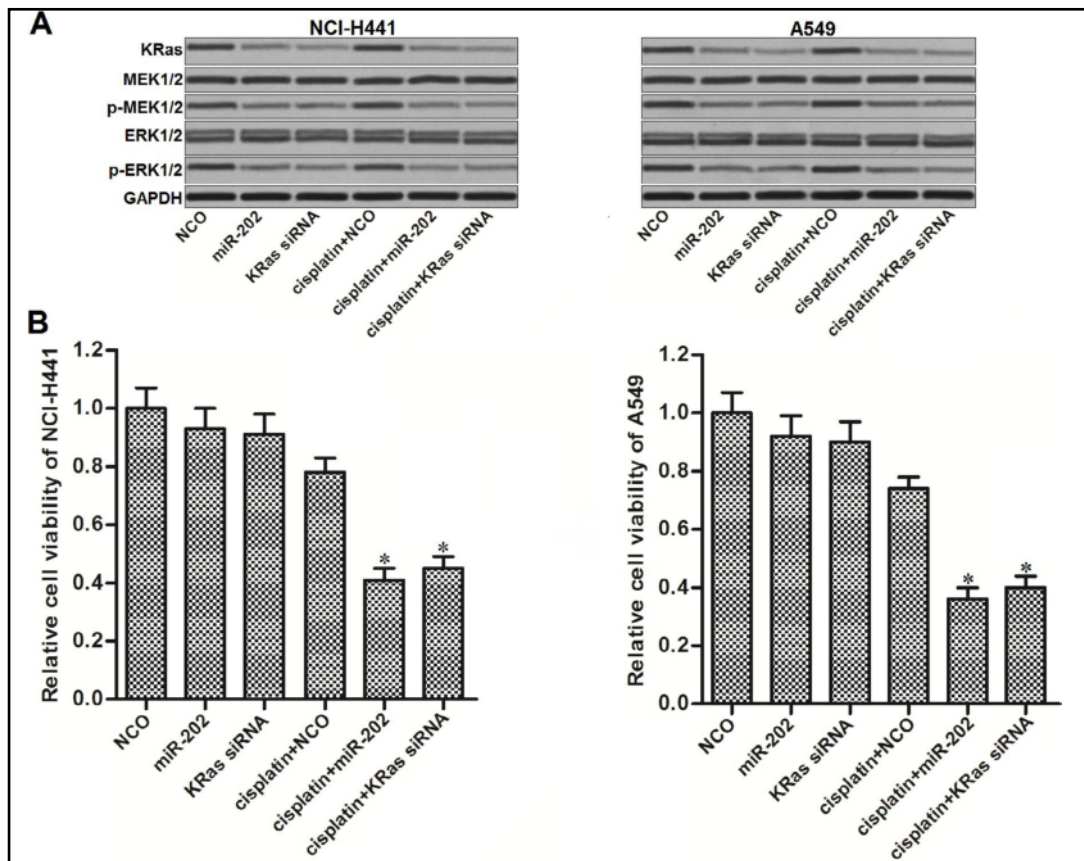 A
NCI-H441
A549
KRas
MEK1/2
p-MEK1/2
ERK1/2
p-ERK1/2
GAPDH
NCO
miR-202
KRas siRNA
cisplatin+NCO
cisplatin+miR-202
cisplatin+KRas siRNA
NCO
miR-202
KRas siRNA
cisplatin+NCO
cisplatin+miR-202
cisplatin+KRas siRNA
B
Relative cell viability of NCI-H441
1.2
1.0
0.8
0.6
0.4
0.2
0.0
*
*
NCO
miR-202
KRas siRNA
cisplatin+NCO
cisplatin+miR-202
cisplatin+KRas siRNA
Relative cell viability of A549
1.2
1.0
0.8
0.6
0.4
0.2
0.0
*
*
NCO
miR-202
KRas siRNA
cisplatin+NCO
cisplatin+miR-202
cisplatin+KRas siRNA